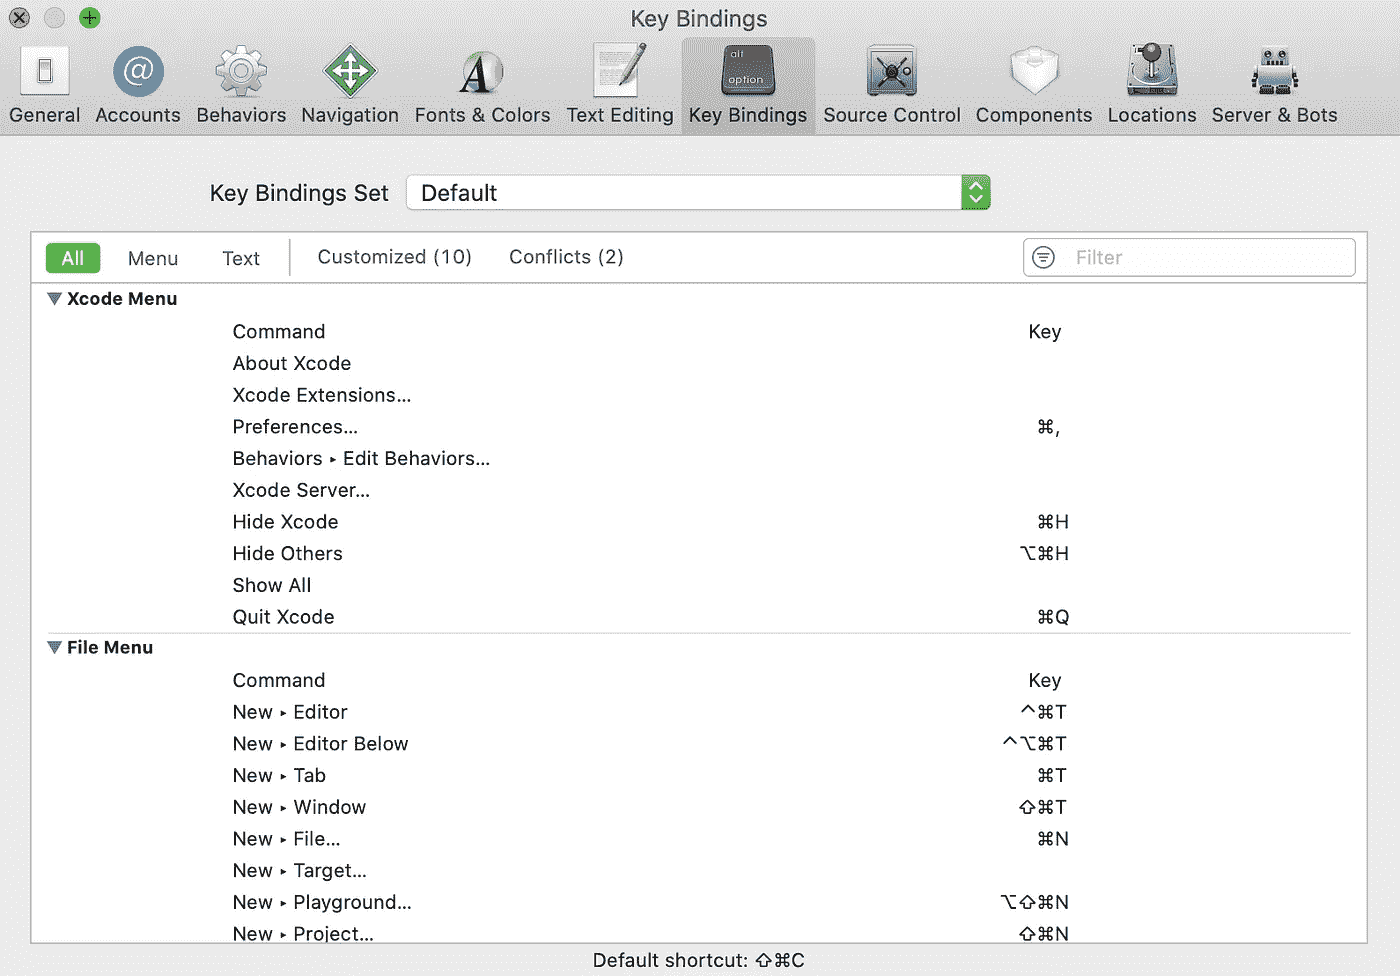 Key Bindings
@ A alt option
General Accounts Behaviors Navigation Fonts & Colors Text Editing Key Bindings Source Control Components Locations Server & Bots
Key Bindings Set Default
All Menu Text Customized (10) Conflicts (2) Filter
Xcode Menu
Command Key
About Xcode
Xcode Extensions...
Preferences... ⌘,
Behaviors ▸ Edit Behaviors...
Xcode Server...
Hide Xcode ⌘H
Hide Others ⌥⌘H
Show All
Quit Xcode ⌘Q
File Menu
Command Key
New ▸ Editor ^⌘T
New ▸ Editor Below ^⌥⌘T
New ▸ Tab ⌘T
New ▸ Window ⇧⌘T
New ▸ File... ⌘N
New ▸ Target...
New ▸ Playground... ⌥⇧⌘N
New ▸ Project... ⇧⌘N
Default shortcut: ⇧⌘C